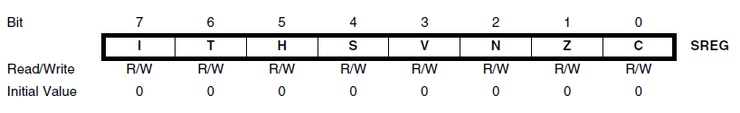 Bit 7 6 5 4 3 2 1 0
I T H S V N Z C SREG
Read/Write R/W R/W R/W R/W R/W R/W R/W R/W
Initial Value 0 0 0 0 0 0 0 0